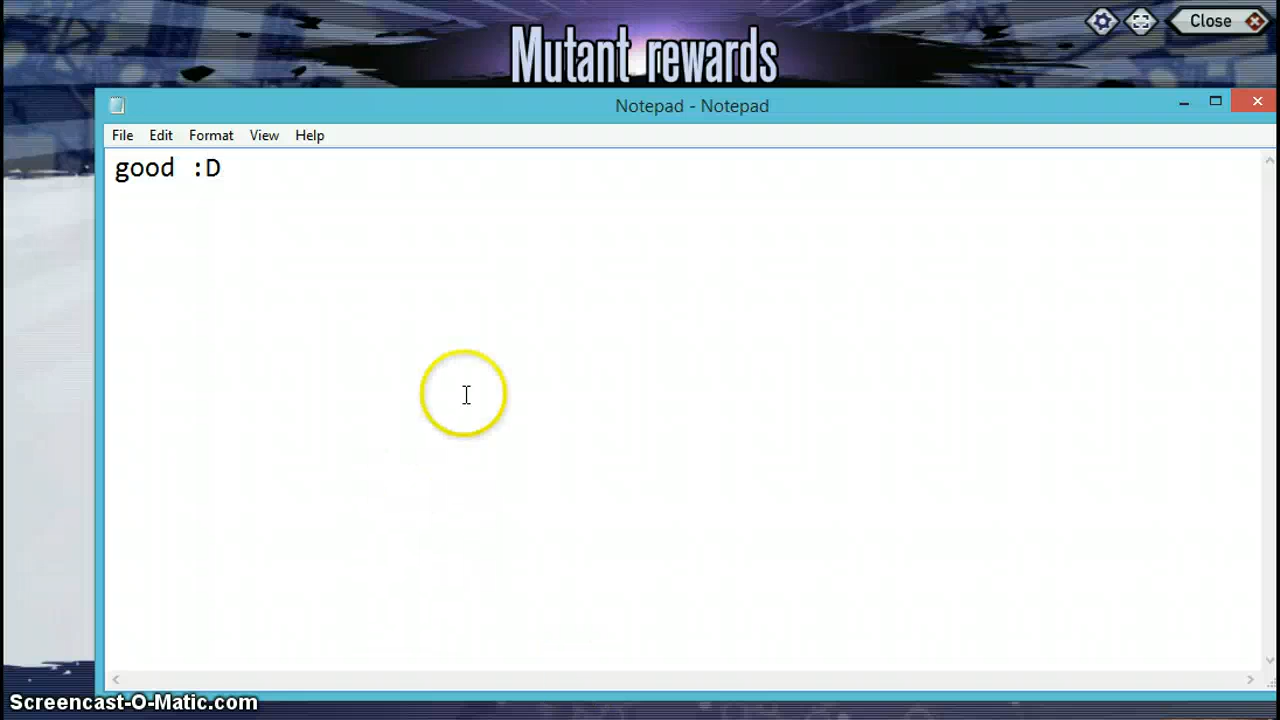 Close
Mutant rewards
Notepad - Notepad
File Edit Format View Help
good :D
Screencast-O-Matic.com